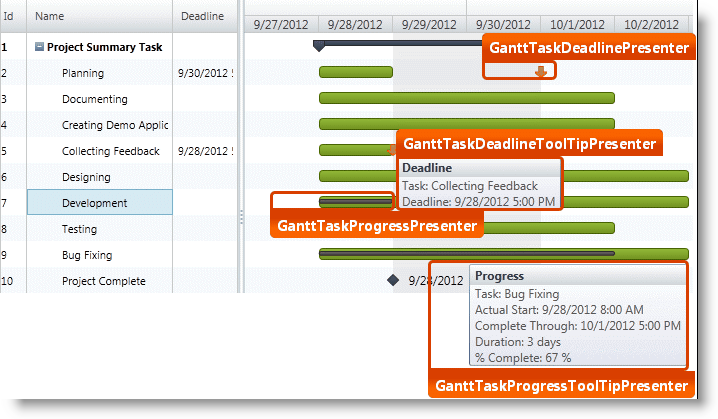 Id Name Deadline 9/27/2012 9/28/2012 9/29/2012 9/30/2012 10/1/2012 10/2/2012
1 Project Summary Task
GanttTaskDeadlinePresenter
2 Planning 9/30/2012 5
3 Documenting
4 Creating Demo Applic
GanttTaskDeadlineToolTipPresenter
5 Collecting Feedback 9/28/2012 5
Deadline
Task: Collecting Feedback
Deadline: 9/28/2012 5:00 PM
6 Designing
7 Development
GanttTaskProgressPresenter
8 Testing
9 Bug Fixing
10 Project Complete 9/28/2012
Progress
Task: Bug Fixing
Actual Start: 9/28/2012 8:00 AM
Complete Through: 10/1/2012 5:00 PM
Duration: 3 days
% Complete: 67 %
GanttTaskProgressToolTipPresenter